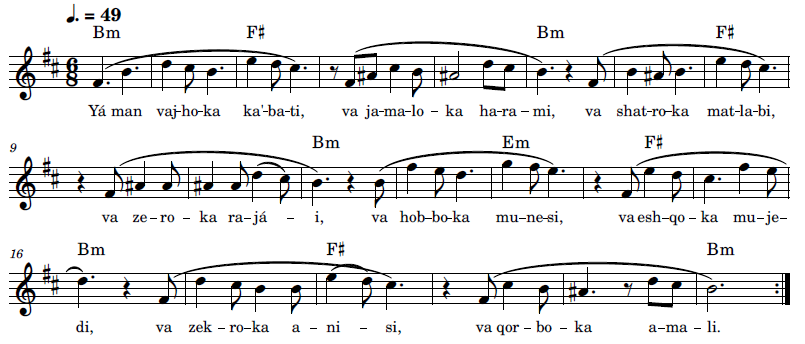 ♩. = 49
Bm F♯ Bm F♯
6
8
Yá man vaj–ho–ka ka'–ba–ti, va ja–ma–lo – ka ha–ra – mi, va shat–ro–ka mat–la–bi,
9
Bm Em F♯
va ze–ro – ka ra–já – i, va hob–bo–ka mu–ne–si, va esh–qo–ka mu–je–
16
Bm F♯ Bm
di, va zek–ro–ka a – ni – si, va qor–bo – ka a–ma – li.